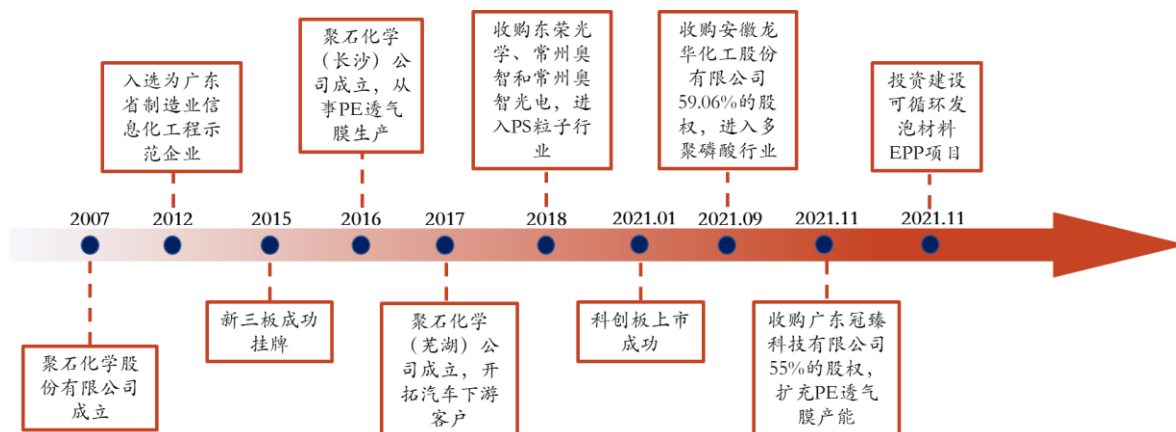 入选为广东
省制造业信
息化工程示
范企业
聚石化学
（长沙）公
司成立，从
事PE透气
膜生产
收购东荣光
学、常州奥
智和常州奥
智光电，进
入PS粒子行
业
收购安徽龙
华化工股份
有限公司
59.06%的股
权，进入多
聚磷酸行业
投资建设
可循环发
泡材料
EPP项目
2007
2012
2015
2016
2017
2018
2021.01
2021.09
2021.11
2021.11
聚石化学股
份有限公司
成立
新三板成功
挂牌
聚石化学
（芜湖）公
司成立，开
拓汽车下游
客户
科创板上市
成功
收购广东冠臻
科技有限公司
55%的股权，
扩充PE透气
膜产能